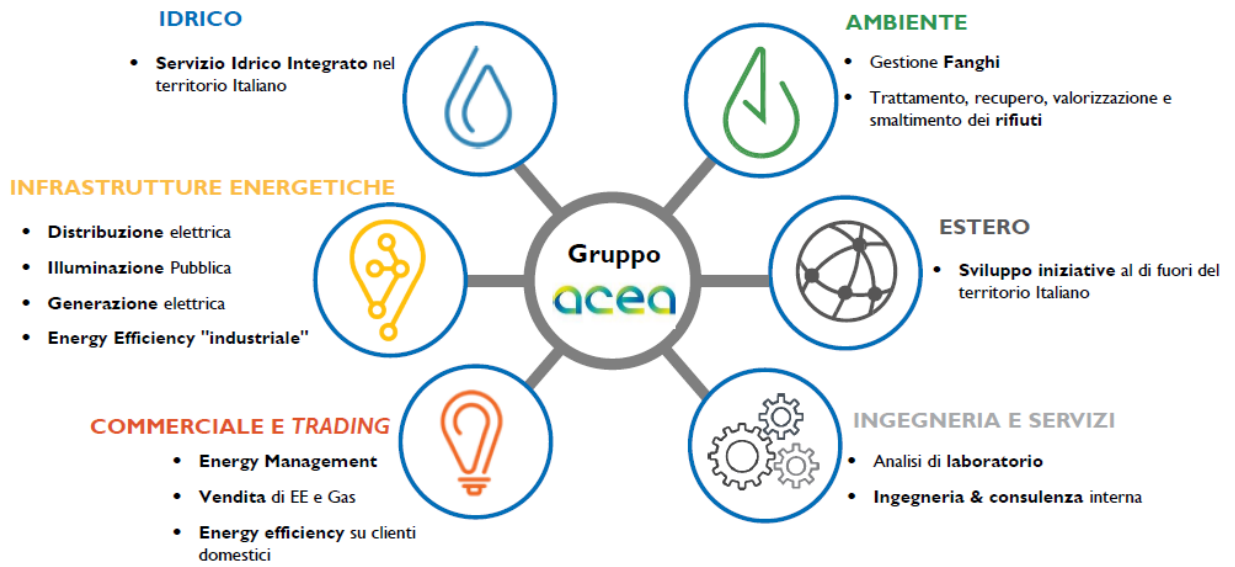 IDRICO
• Servizio Idrico Integrato nel
territorio Italiano
AMBIENTE
• Gestione Fanghi
• Trattamento, recupero, valorizzazione e
smaltimento dei rifiuti
INFRASTRUTTURE ENERGETICHE
• Distribuzione elettrica
• Illuminazione Pubblica
• Generazione elettrica
• Energy Efficiency "industriale"
Gruppo
acea
ESTERO
• Sviluppo iniziative al di fuori del
territorio Italiano
COMMERCIALE E TRADING
• Energy Management
• Vendita di EE e Gas
• Energy efficiency su clienti
domestici
INGEGNERIA E SERVIZI
• Analisi di laboratorio
• Ingegneria & consulenza interna